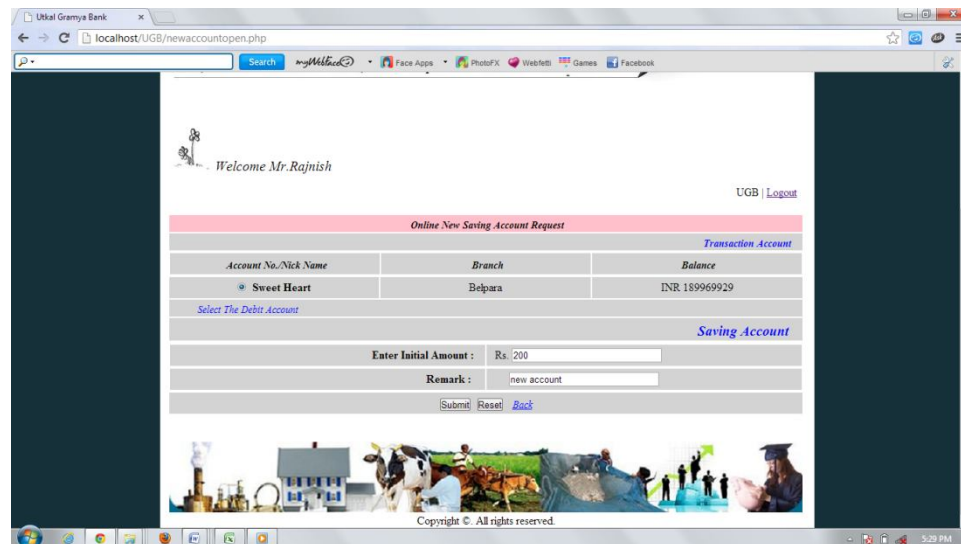 Utkal Gramya Bank
localhost/UGB/newaccountopen.php
Search myWebface Face Apps PhotoFX Webfetti Games Facebook
Welcome Mr.Rajnish
UGB | Logout
Online New Saving Account Request
Transaction Account
Account No./Nick Name Branch Balance
Sweet Heart Belpara INR 189969929
Select The Debit Account
Saving Account
Enter Initial Amount : Rs. 200
Remark : new account
Submit Reset Back
Copyright ©. All rights reserved.
5:29 PM